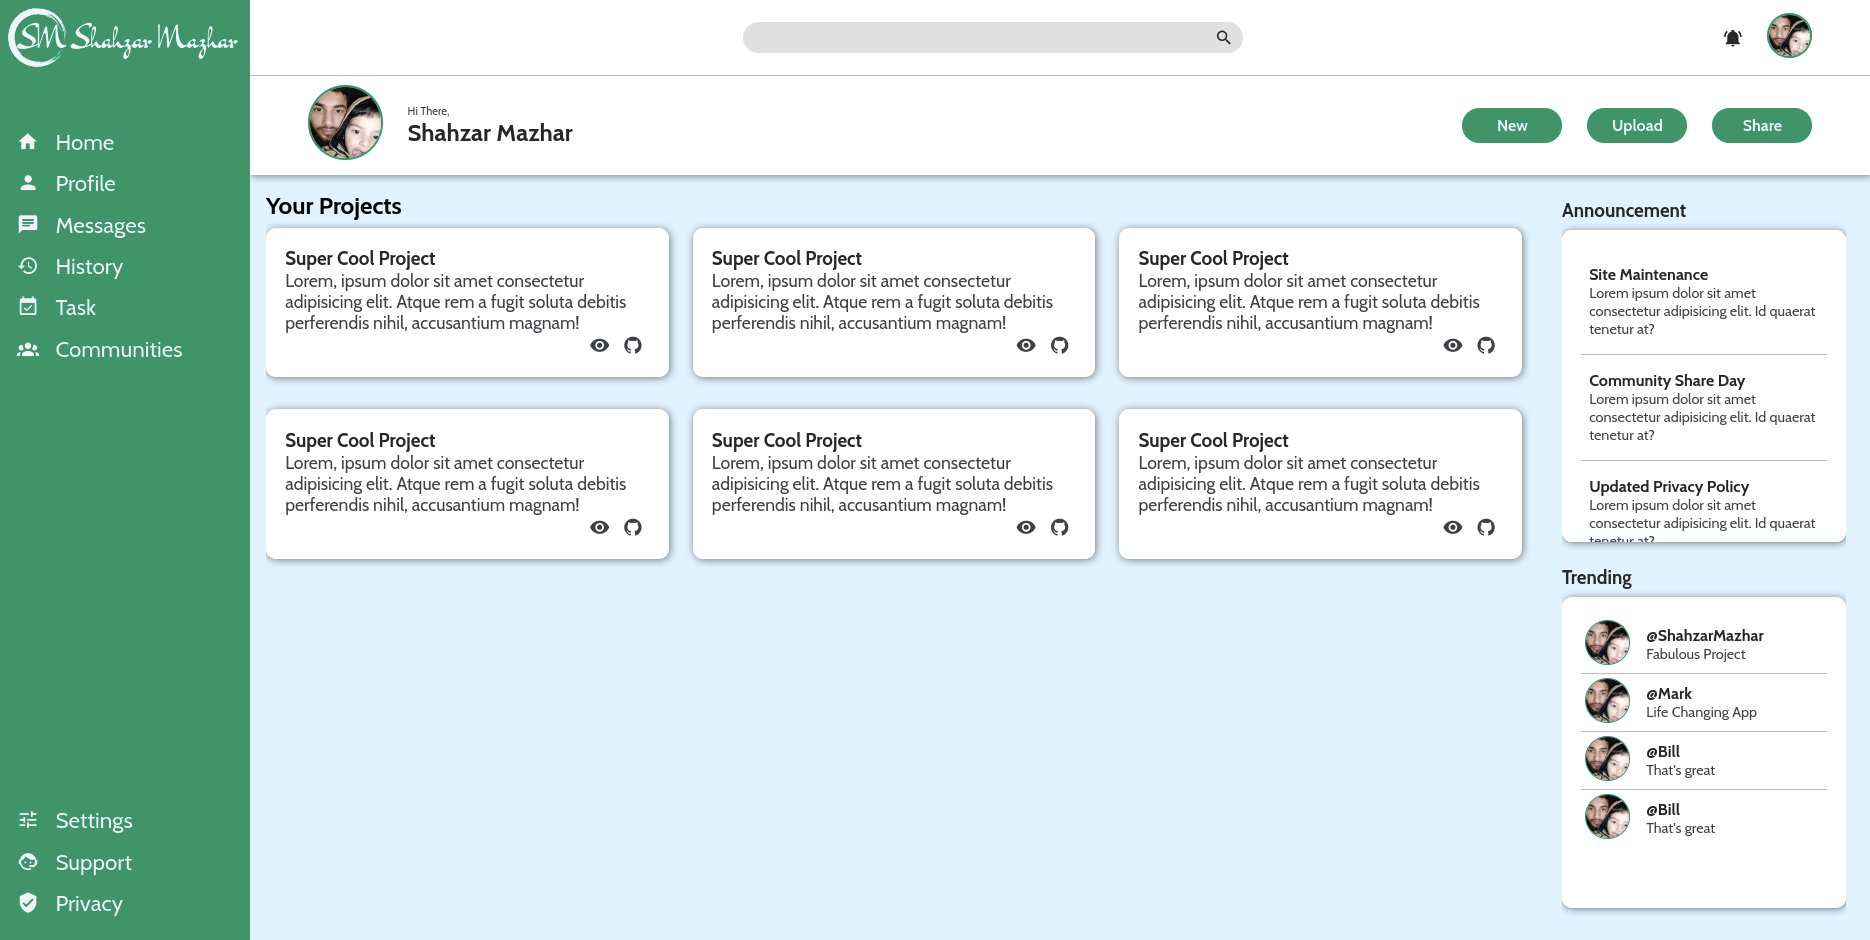 SM Shahzar Mazhar
Home
Profile
Messages
History
Task
Communities
Settings
Support
Privacy
Hi There,
Shahzar Mazhar
New
Upload
Share
Your Projects
Super Cool Project
Lorem, ipsum dolor sit amet consectetur
adipisicing elit. Atque rem a fugit soluta debitis
perferendis nihil, accusantium magnam!
Super Cool Project
Lorem, ipsum dolor sit amet consectetur
adipisicing elit. Atque rem a fugit soluta debitis
perferendis nihil, accusantium magnam!
Super Cool Project
Lorem, ipsum dolor sit amet consectetur
adipisicing elit. Atque rem a fugit soluta debitis
perferendis nihil, accusantium magnam!
Super Cool Project
Lorem, ipsum dolor sit amet consectetur
adipisicing elit. Atque rem a fugit soluta debitis
perferendis nihil, accusantium magnam!
Super Cool Project
Lorem, ipsum dolor sit amet consectetur
adipisicing elit. Atque rem a fugit soluta debitis
perferendis nihil, accusantium magnam!
Super Cool Project
Lorem, ipsum dolor sit amet consectetur
adipisicing elit. Atque rem a fugit soluta debitis
perferendis nihil, accusantium magnam!
Announcement
Site Maintenance
Lorem ipsum dolor sit amet
consectetur adipisicing elit. Id quaerat
tenetur at?
Community Share Day
Lorem ipsum dolor sit amet
consectetur adipisicing elit. Id quaerat
tenetur at?
Updated Privacy Policy
Lorem ipsum dolor sit amet
consectetur adipisicing elit. Id quaerat
tenetur at?
Trending
@ShahzarMazhar
Fabulous Project
@Mark
Life Changing App
@Bill
That's great
@Bill
That's great